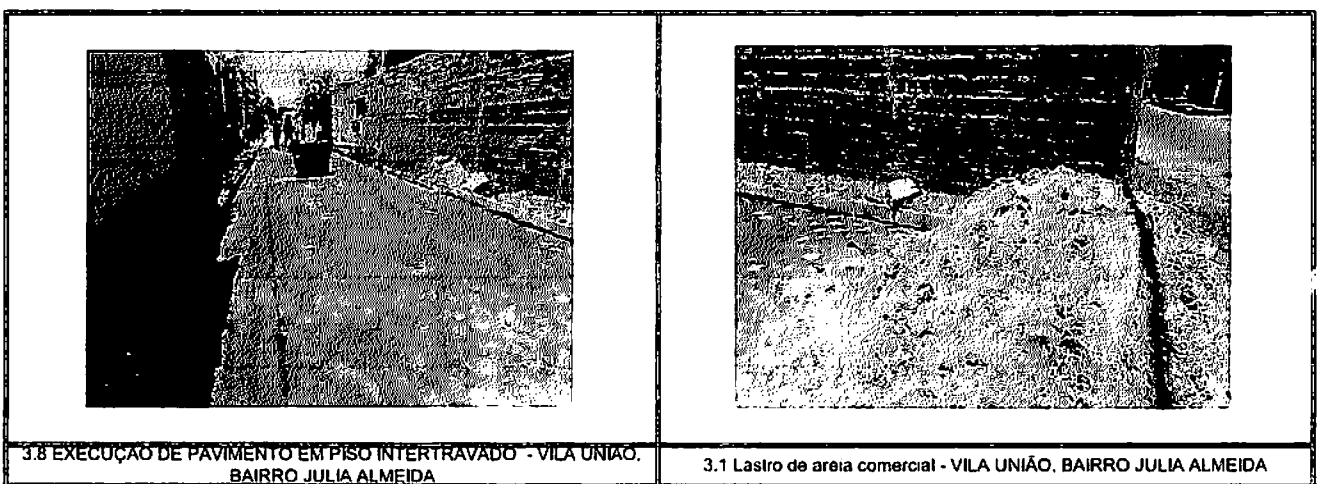 3.8 EXECUÇÃO DE PAVIMENTO EM PISO INTERTRAVADO - VILA UNIÃO,
BAIRRO JULIA ALMEIDA
3.1 Lastro de areia comercial - VILA UNIÃO, BAIRRO JULIA ALMEIDA